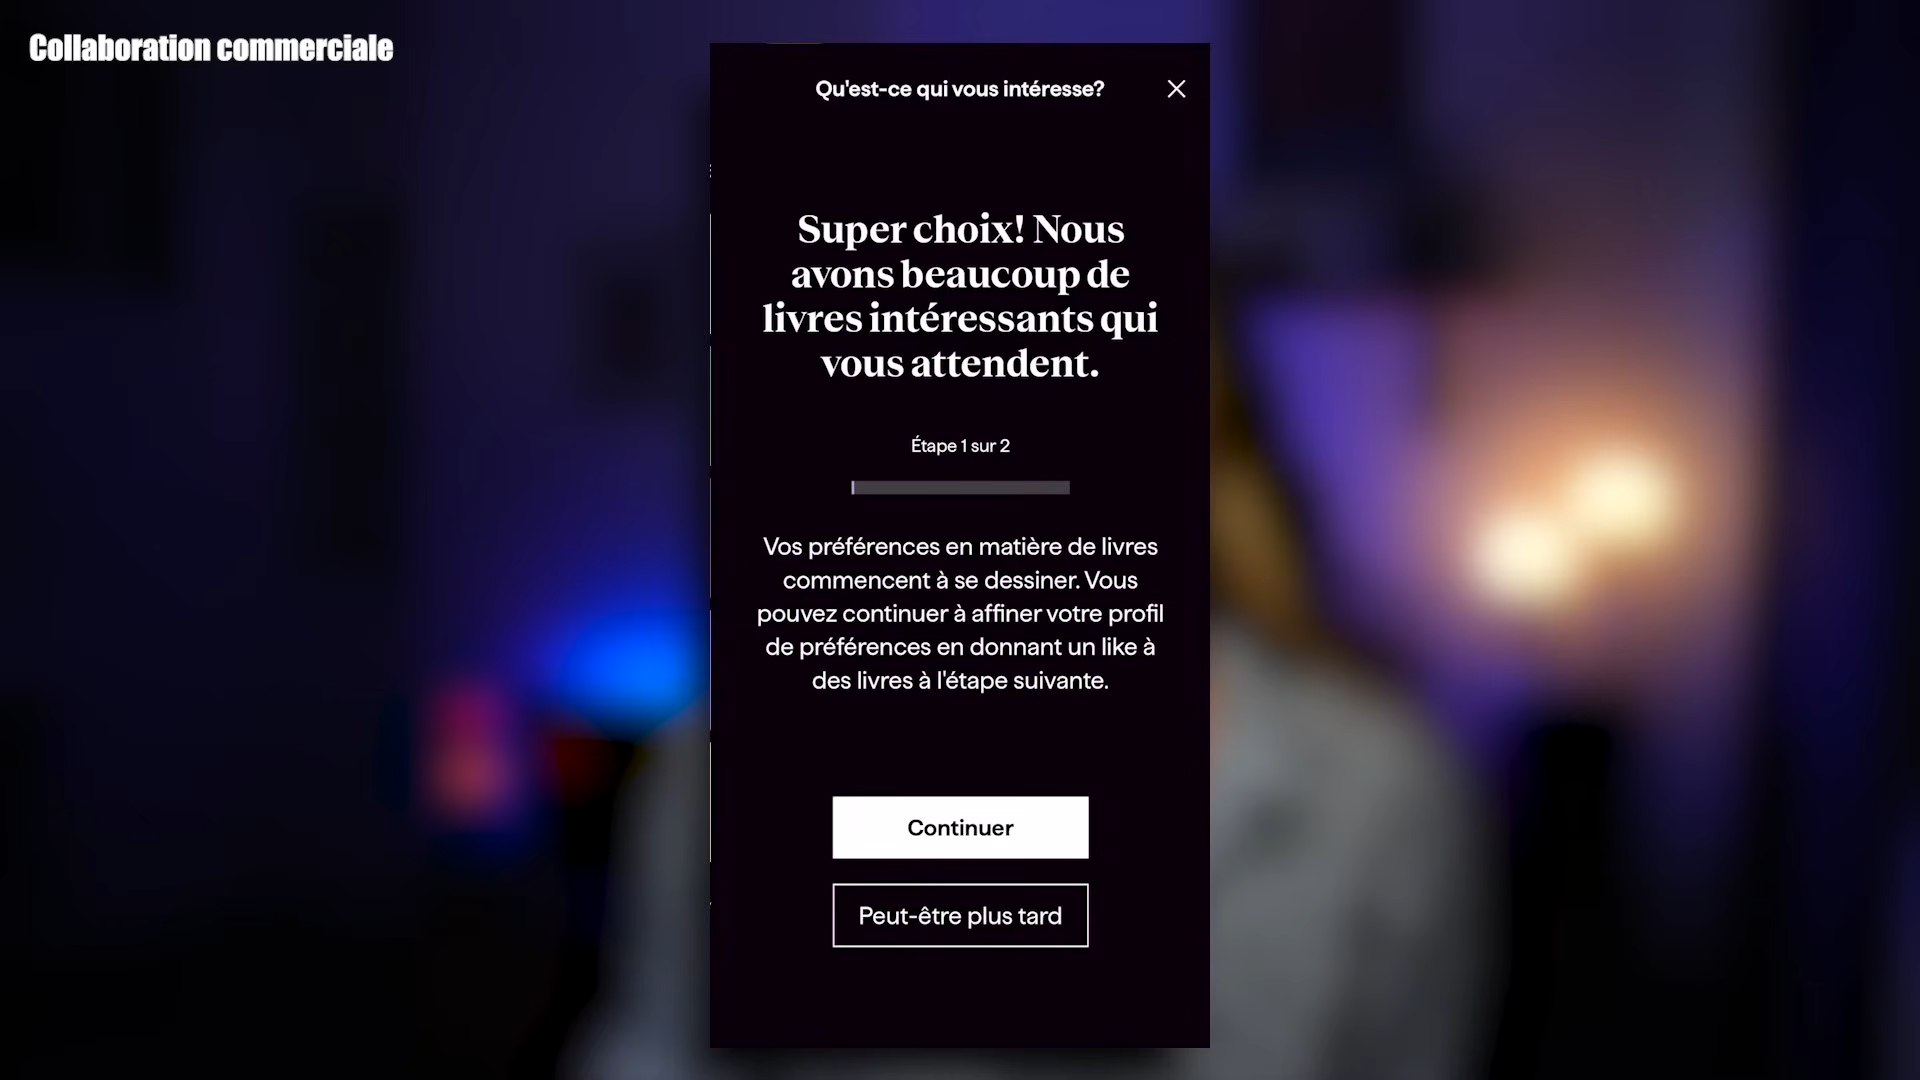 Collaboration commerciale
Qu'est-ce qui vous intéresse?
Super choix! Nous
avons beaucoup de
livres intéressants qui
vous attendent.
Étape 1 sur 2
Vos préférences en matière de livres
commencent à se dessiner. Vous
pouvez continuer à affiner votre profil
de préférences en donnant un like à
des livres à l'étape suivante.
Continuer
Peut-être plus tard